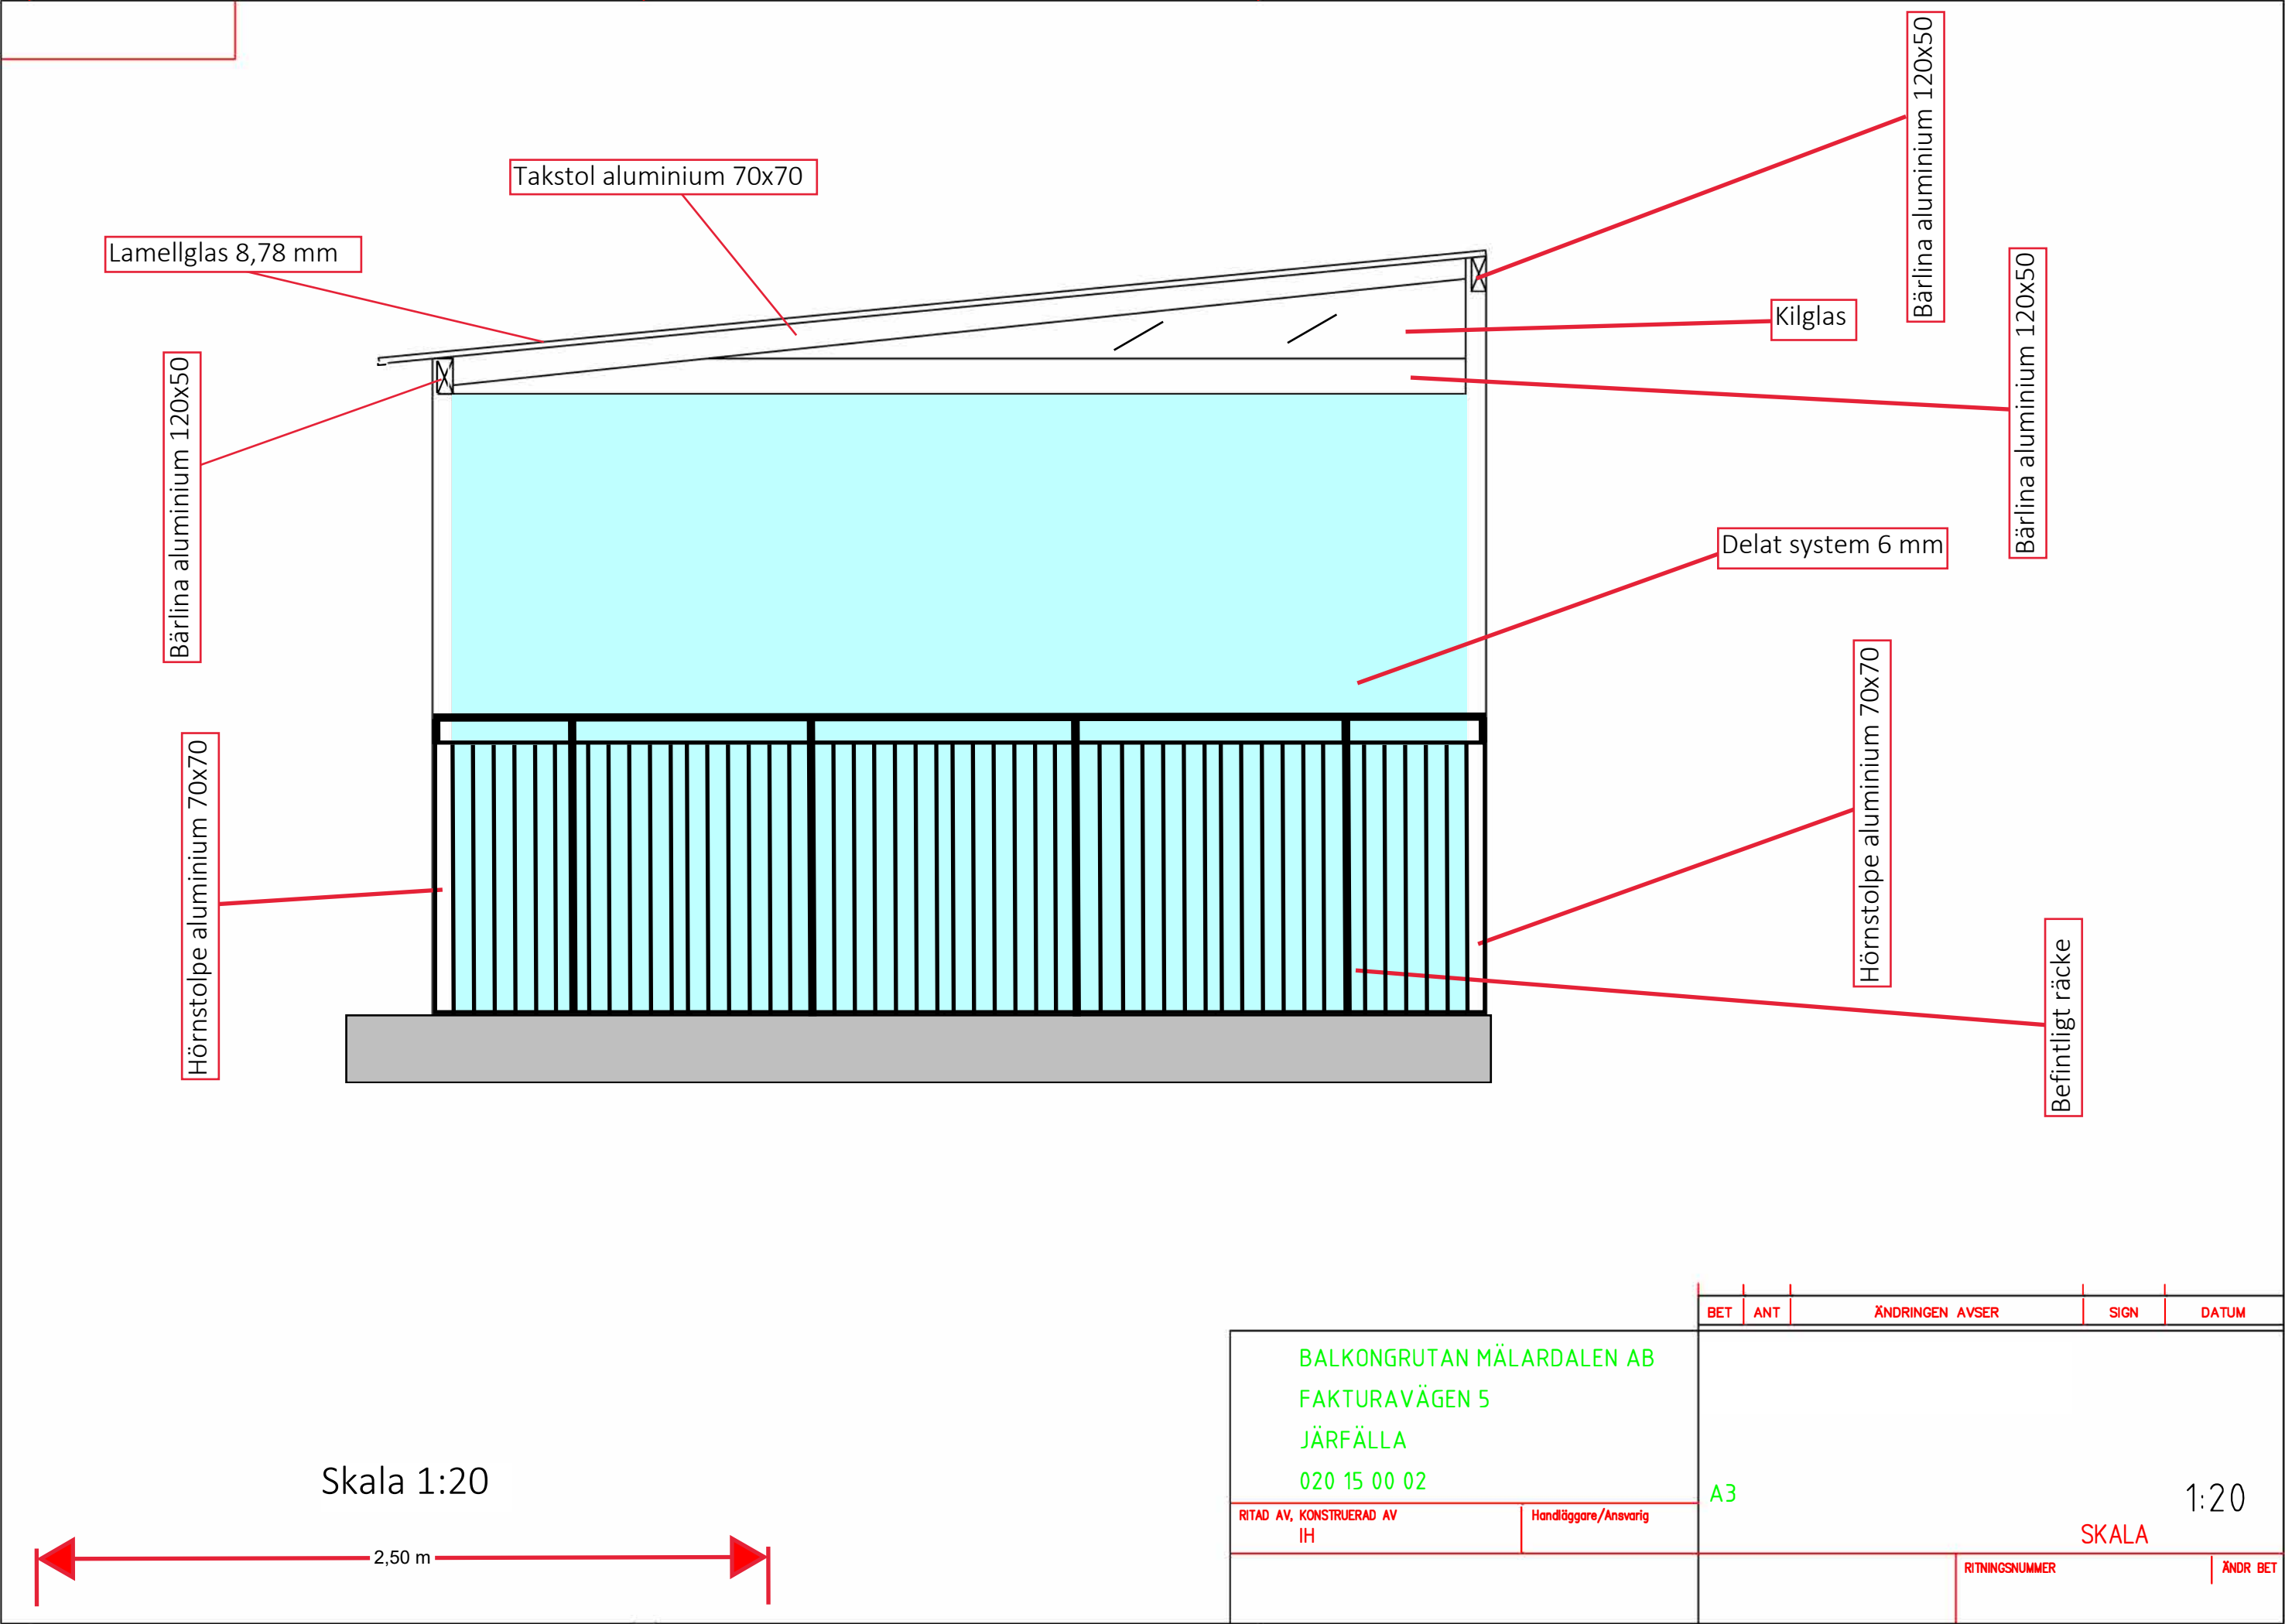 Bärlina aluminium 120x50
Takstol aluminium 70x70
Lamellglas 8,78 mm
Bärlina aluminium 120x50
Kilglas
Bärlina aluminium 120x50
Delat system 6 mm
Hörnstolpe aluminium 70x70
Hörnstolpe aluminium 70x70
Befintligt räcke
Skala 1:20
2,50 m
BET ANT ÄNDRINGEN AVSER SIGN DATUM
BALKONGRUTAN MÄLARDALEN AB
FAKTURAVÄGEN 5
JÄRFÄLLA
020 15 00 02
A3
1:20
SKALA
RITAD AV, KONSTRUERAD AV
IH
Handläggare/Ansvarig
RITNINGSNUMMER
ÄNDR BET